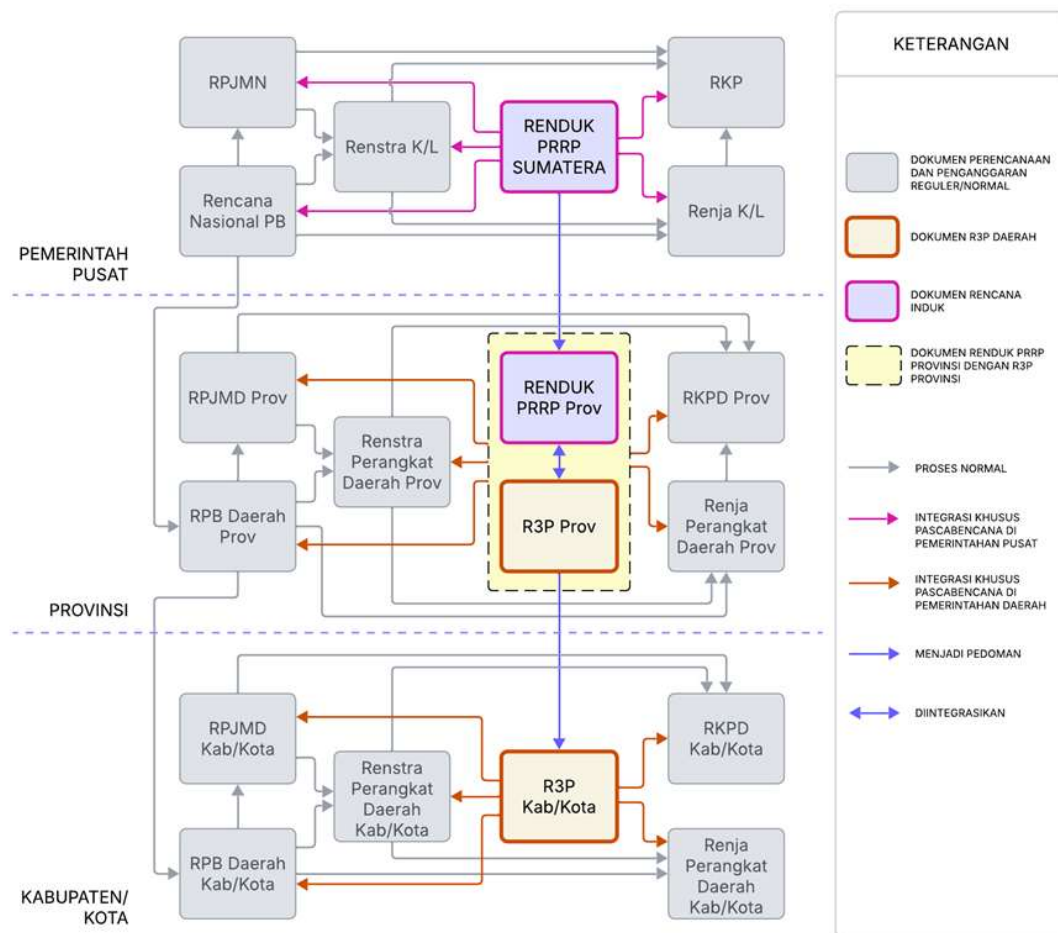 RPJMN
Renstra K/L
RENDUK
PRRP
SUMATERA
RKP
Rencana
Nasional PB
Renja K/L
PEMERINTAH
PUSAT
RPJMD Prov
Renstra
Perangkat
Daerah Prov
RENDUK
PRRP Prov
RKPD Prov
RPB Daerah
Prov
R3P Prov
Renja
Perangkat
Daerah Prov
PROVINSI
RPJMD
Kab/Kota
Renstra
Perangkat
Daerah
Kab/Kota
R3P
Kab/Kota
RKPD
Kab/Kota
RPB Daerah
Kab/Kota
Renja
Perangkat
Daerah
Kab/Kota
KABUPATEN/
KOTA
KETERANGAN
DOKUMEN PERENCANAAN
DAN PENGANGGARAN
REGULER/NORMAL
DOKUMEN R3P DAERAH
DOKUMEN RENCANA
INDUK
DOKUMEN RENDUK PRRP
PROVINSI DENGAN R3P
PROVINSI
PROSES NORMAL
INTEGRASI KHUSUS
PASCABENCANA DI
PEMERINTAHAN PUSAT
INTEGRASI KHUSUS
PASCABENCANA DI
PEMERINTAHAN DAERAH
MENJADI PEDOMAN
DIINTEGRASIKAN